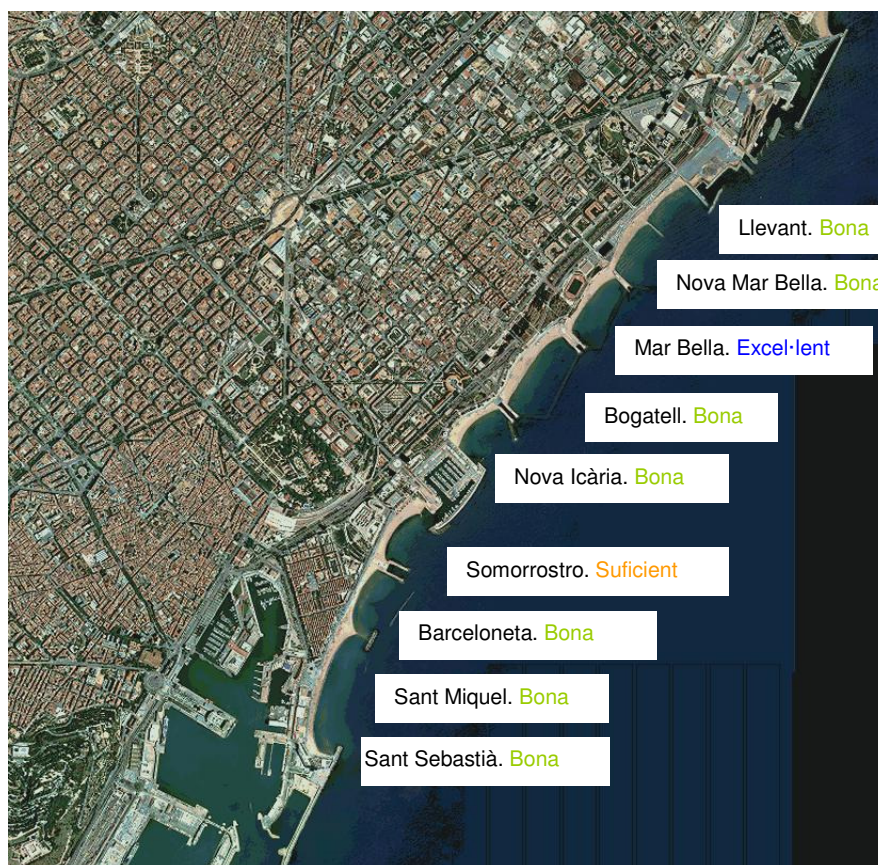 Llevant. Bona
Nova Mar Bella. Bona
Mar Bella. Excel·lent
Bogatell. Bona
Nova Icària. Bona
Somorrostro. Suficient
Barceloneta. Bona
Sant Miquel. Bona
Sant Sebastià. Bona